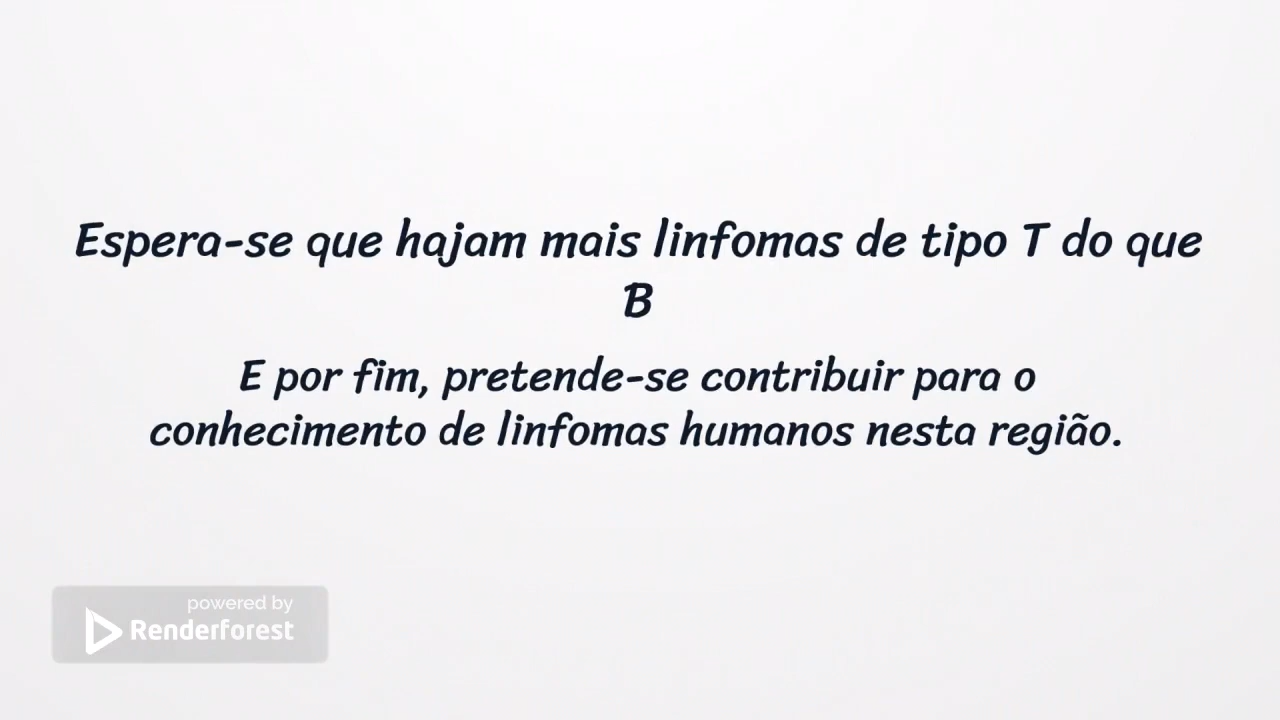 Espera-se que hajam mais linfomas de tipo T do que
B
E por fim, pretende-se contribuir para o
conhecimento de linfomas humanos nesta região.
powered by
Renderforest